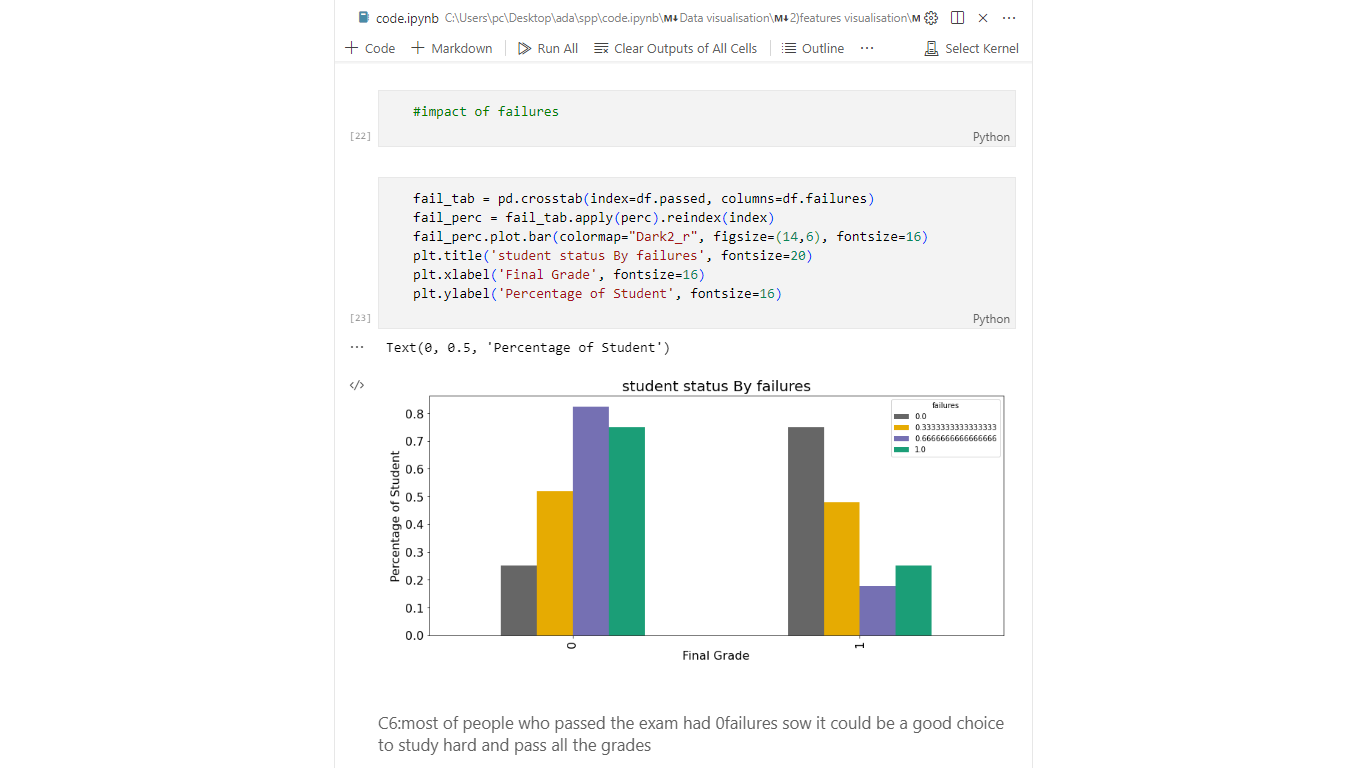 code.ipynb C:\Users\pc\Desktop\ada\spp\code.ipynb\M↓Data visualisation\M↓2)features visualisation\M
Code Markdown Run All Clear Outputs of All Cells Outline ... Select Kernel
#impact of failures
[22]
Python
fail_tab = pd.crosstab(index=df.passed, columns=df.failures)
fail_perc = fail_tab.apply(perc).reindex(index)
fail_perc.plot.bar(colormap="Dark2_r", figsize=(14,6), fontsize=16)
plt.title('student status By failures', fontsize=20)
plt.xlabel('Final Grade', fontsize=16)
plt.ylabel('Percentage of Student', fontsize=16)
[23]
Python
... Text(0, 0.5, 'Percentage of Student')
</>
student status By failures
failures
0.0
0.3333333333333333
0.6666666666666666
1.0
0.8
0.7
0.6
0.5
0.4
0.3
0.2
0.1
0.0
Percentage of Student
0
1
Final Grade
C6:most of people who passed the exam had 0failures sow it could be a good choice
to study hard and pass all the grades